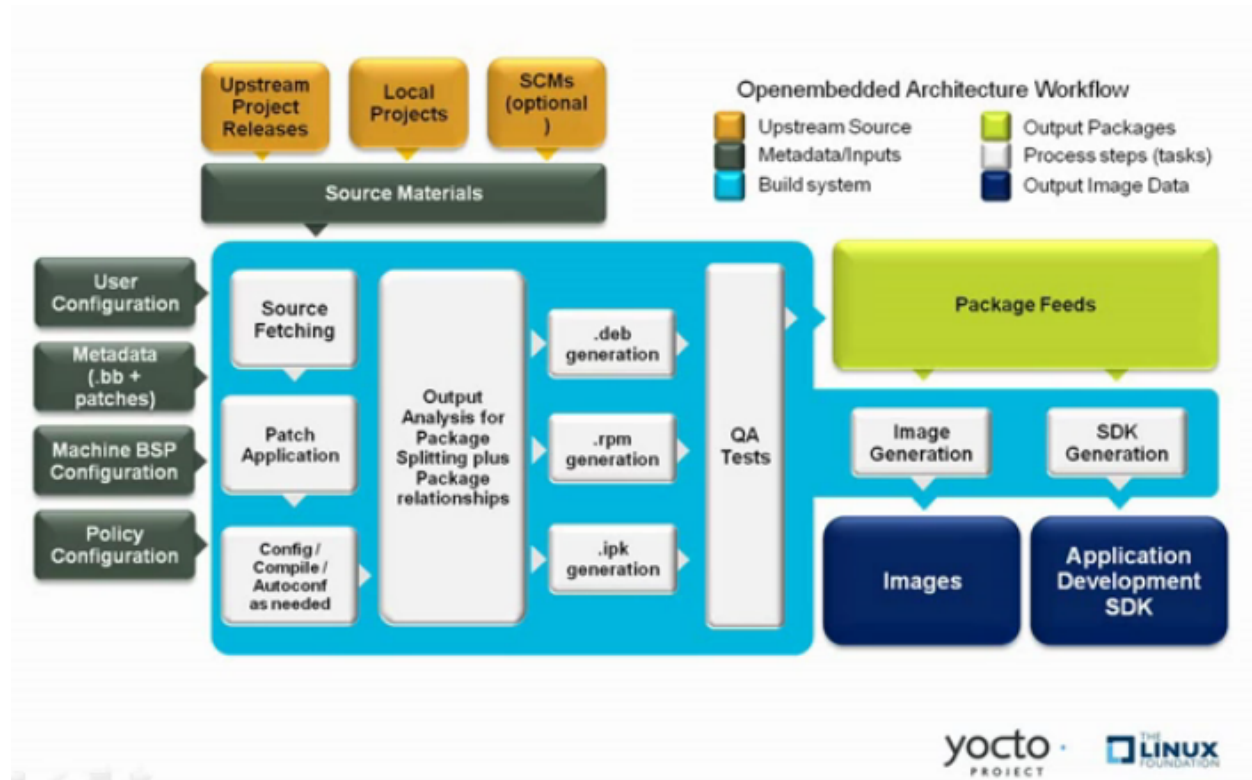 Upstream
Project
Releases
Local
Projects
SCMs
(optional
)
Openembedded Architecture Workflow
Upstream Source
Metadata/Inputs
Build system
Output Packages
Process steps (tasks)
Output Image Data
Source Materials
User
Configuration
Metadata
(.bb +
patches)
Machine BSP
Configuration
Policy
Configuration
Source
Fetching
Patch
Application
Config /
Compile /
Autoconf
as needed
Output
Analysis for
Package
Splitting plus
Package
relationships
.deb
generation
.rpm
generation
.ipk
generation
QA
Tests
Package Feeds
Image
Generation
SDK
Generation
Images
Application
Development
SDK
yocto
PROJECT
THE
LINUX
FOUNDATION